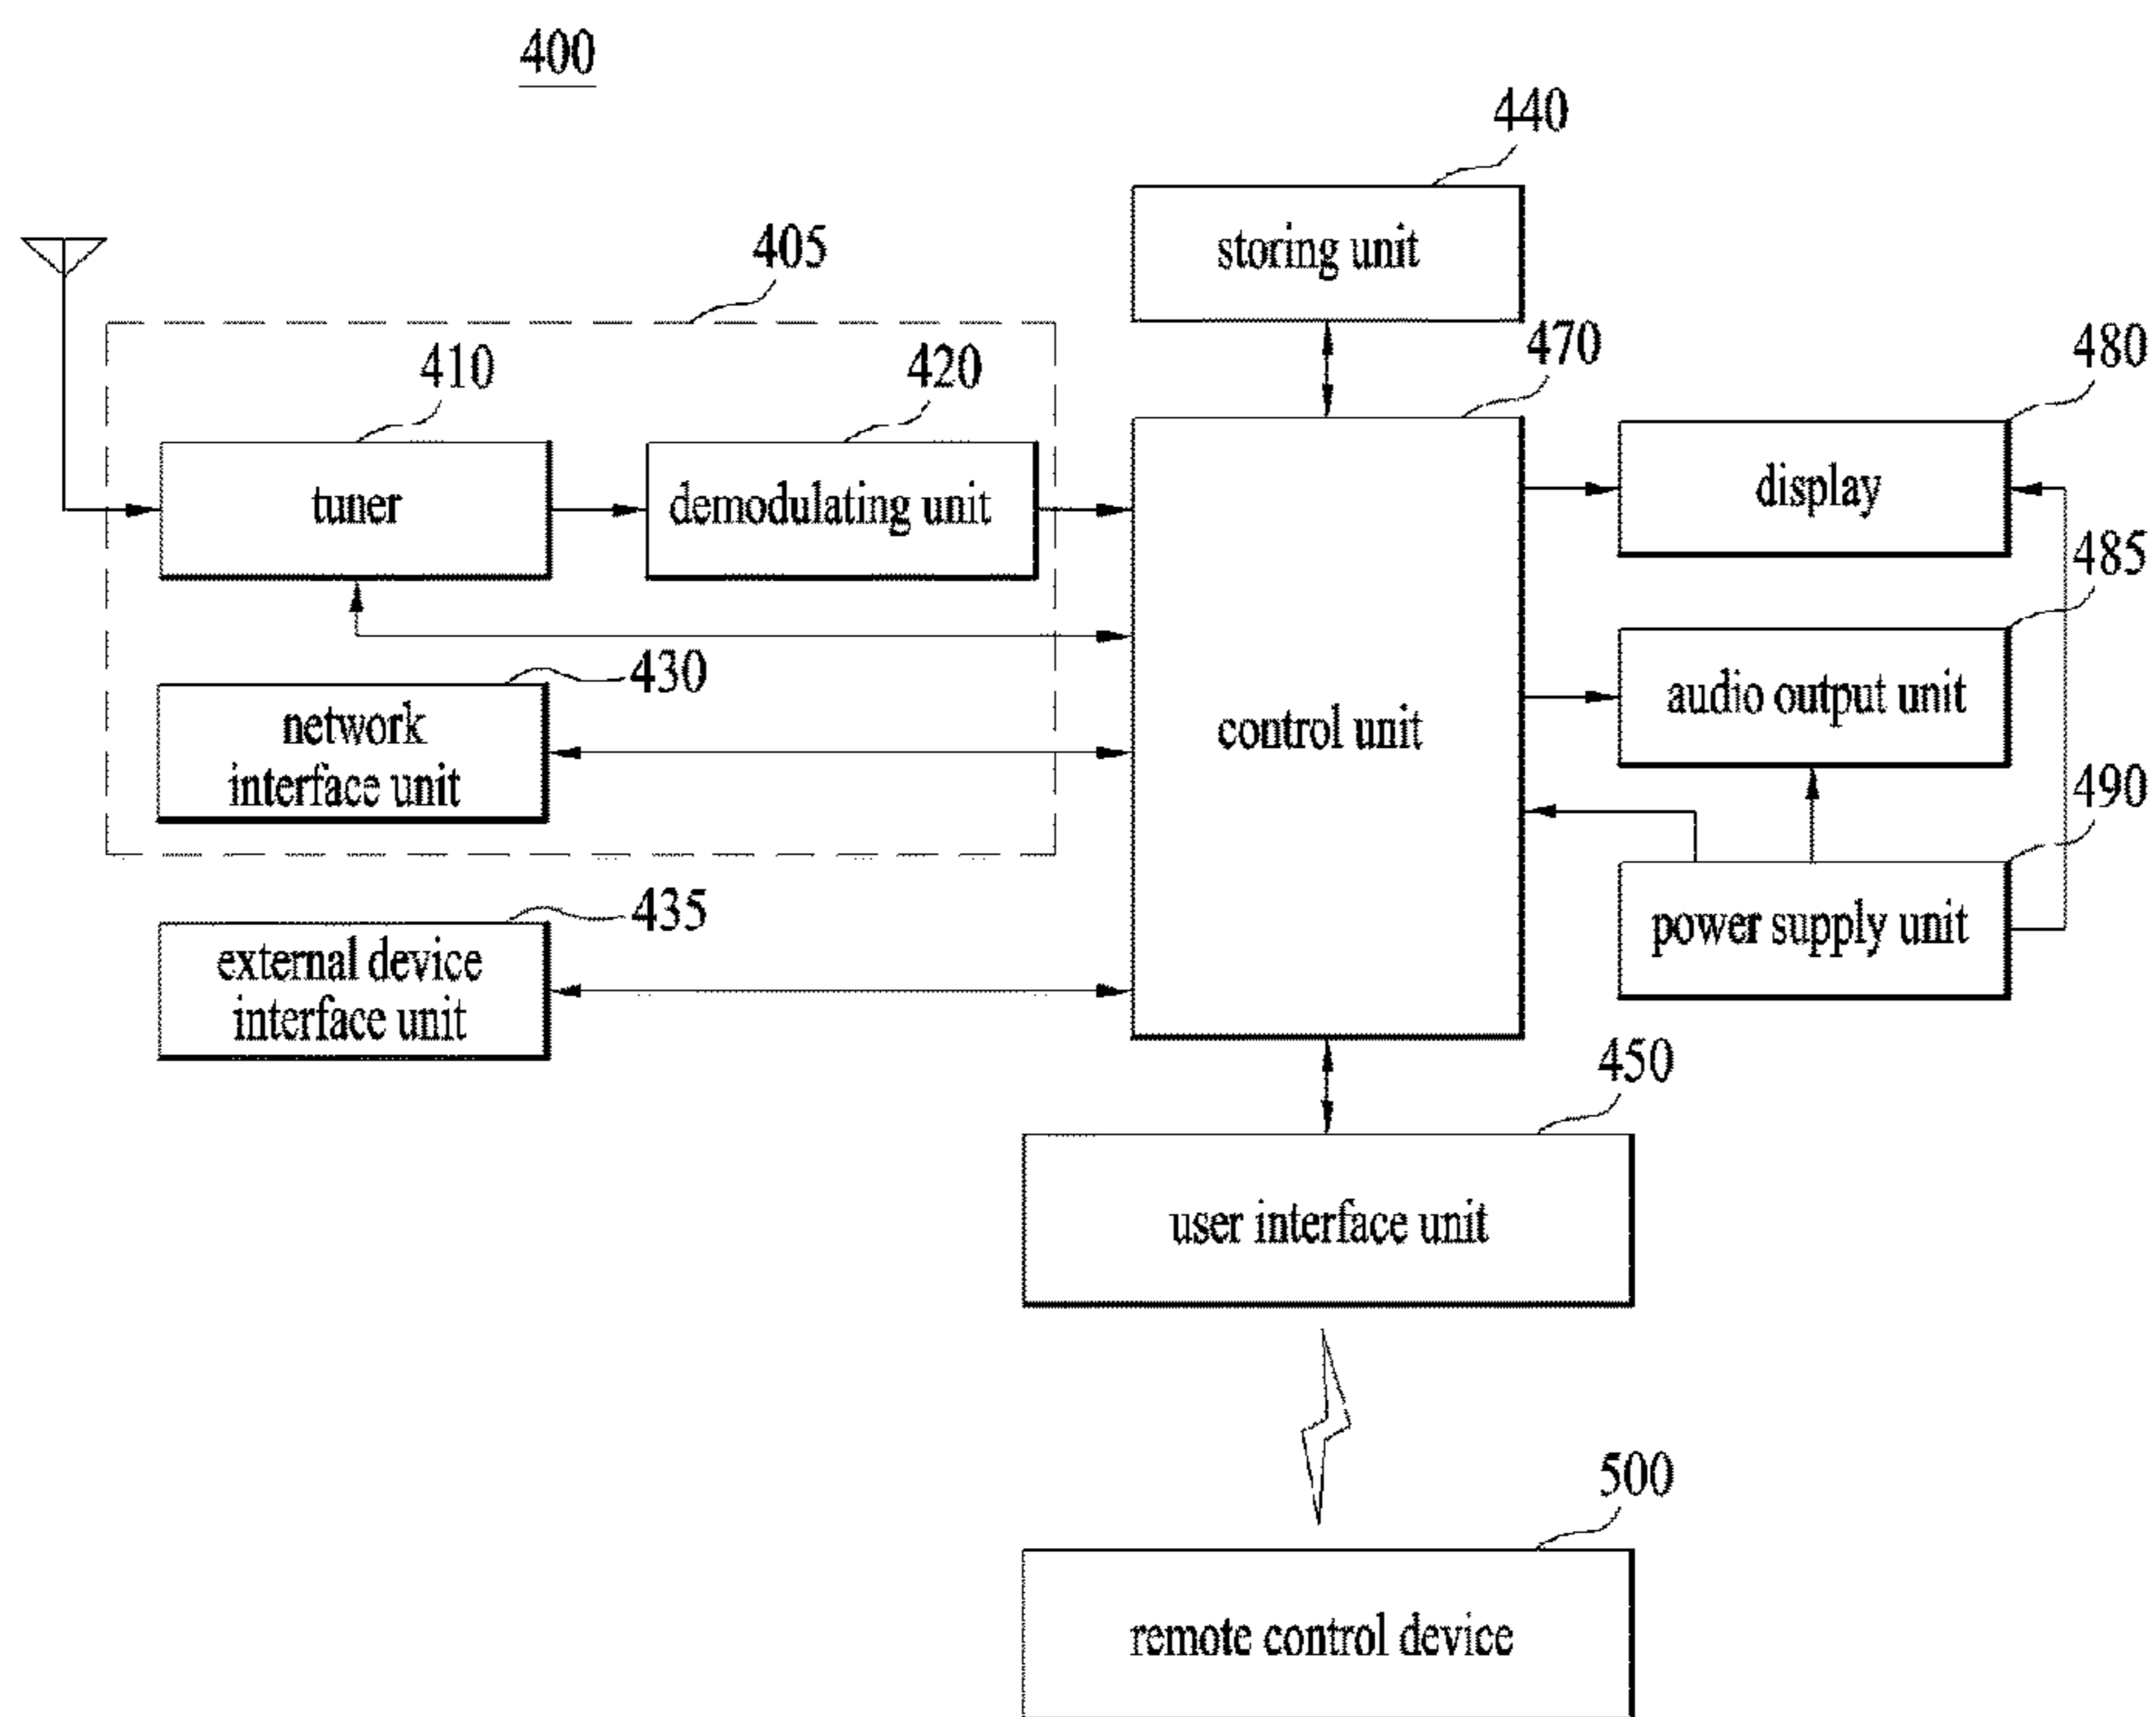 400
440
storing unit
405
470
480
410
420
tuner
demodulating unit
display
485
430
network
interface unit
control unit
audio output unit
490
435
external device
interface unit
power supply unit
450
user interface unit
500
remote control device